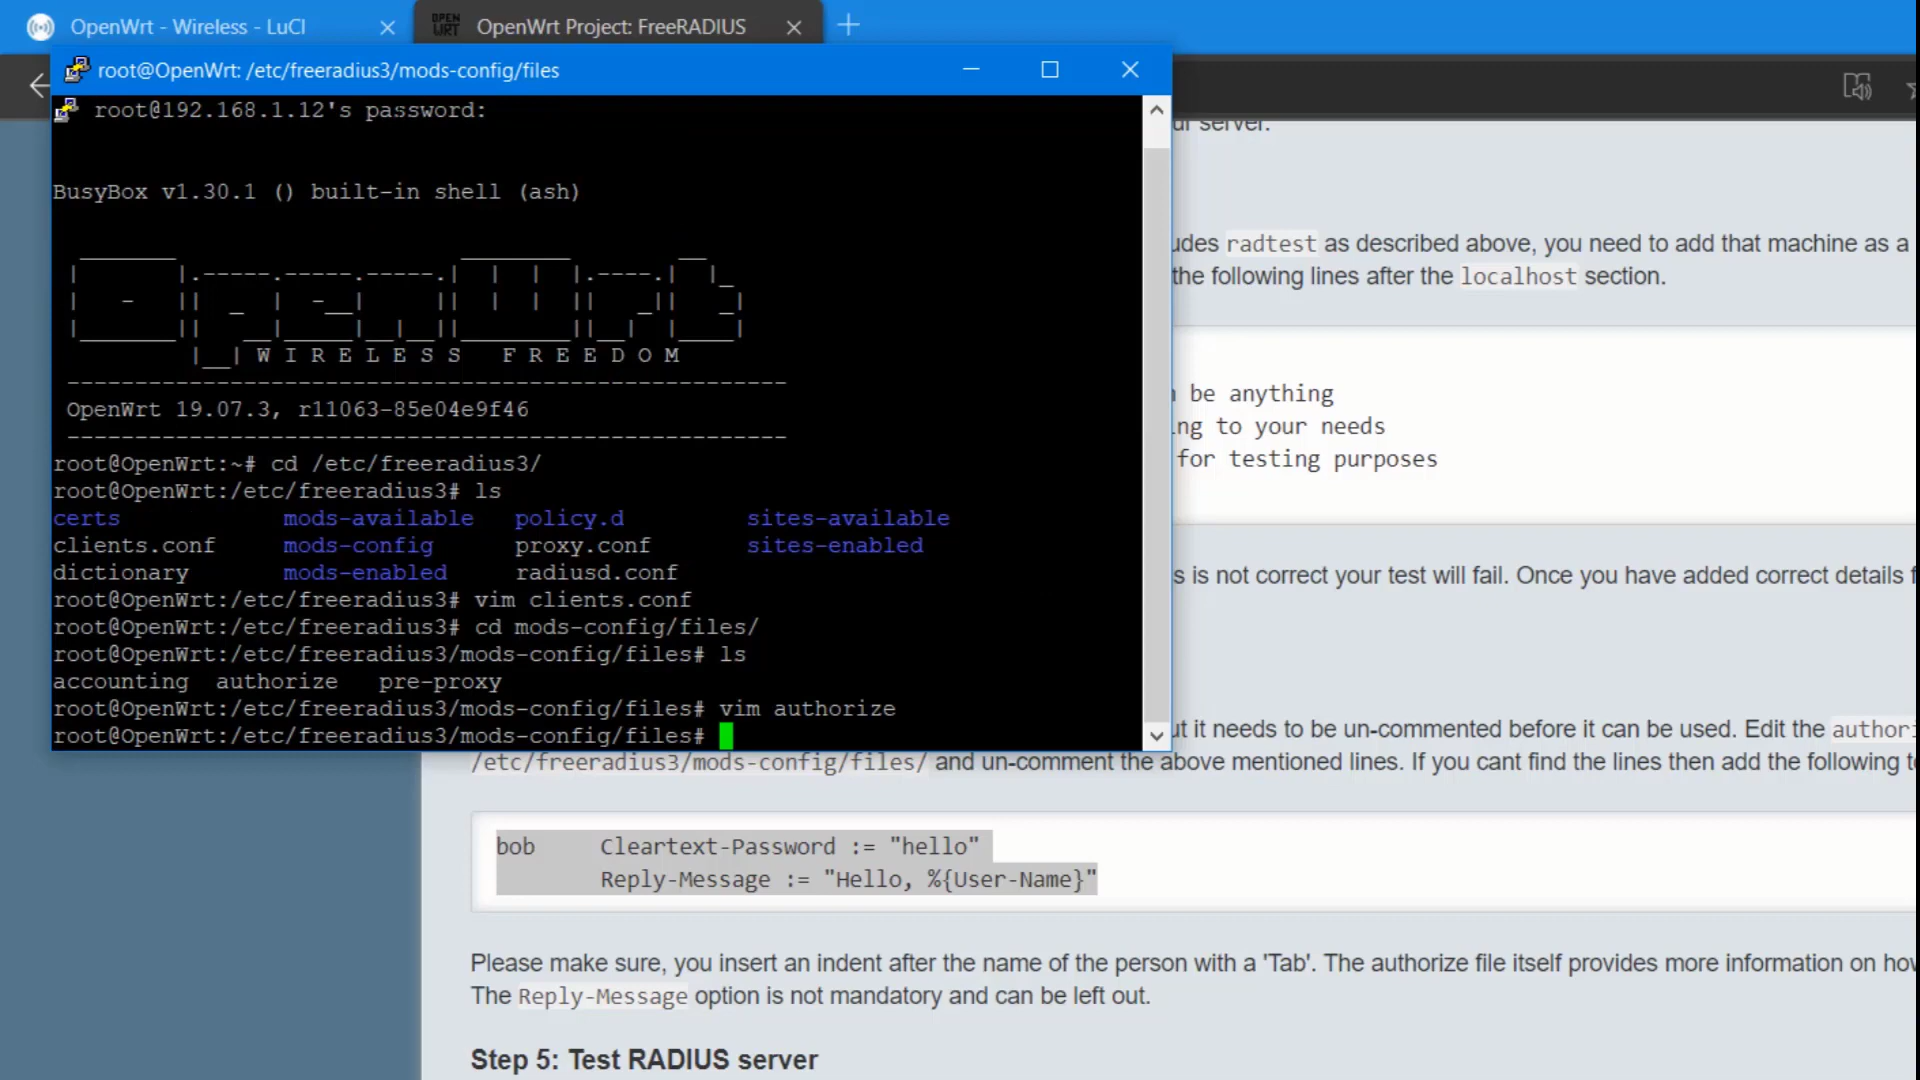 OpenWrt - Wireless - LuCI
OpenWrt Project: FreeRADIUS
root@OpenWrt: /etc/freeradius3/mods-config/files
root@192.168.1.12's password:
BusyBox v1.30.1 () built-in shell (ash)
W I R E L E S S   F R E E D O M
OpenWrt 19.07.3, r11063-85e04e9f46
root@OpenWrt:~# cd /etc/freeradius3/
root@OpenWrt:/etc/freeradius3# ls
certs mods-available policy.d sites-available
clients.conf mods-config proxy.conf sites-enabled
dictionary mods-enabled radiusd.conf
root@OpenWrt:/etc/freeradius3# vim clients.conf
root@OpenWrt:/etc/freeradius3# cd mods-config/files/
root@OpenWrt:/etc/freeradius3/mods-config/files# ls
accounting authorize pre-proxy
root@OpenWrt:/etc/freeradius3/mods-config/files# vim authorize
root@OpenWrt:/etc/freeradius3/mods-config/files#
server.
radtest as described above, you need to add that machine as a
the following lines after the localhost section.
be anything
to your needs
for testing purposes
is not correct your test will fail. Once you have added correct details
it needs to be un-commented before it can be used. Edit the
/etc/freeradius3/mods-config/files/ and un-comment the above mentioned lines. If you cant find the lines then add the following
bob Cleartext-Password := "hello"
Reply-Message := "Hello, %{User-Name}"
Please make sure, you insert an indent after the name of the person with a 'Tab'. The authorize file itself provides more information on
The Reply-Message option is not mandatory and can be left out.
Step 5: Test RADIUS server